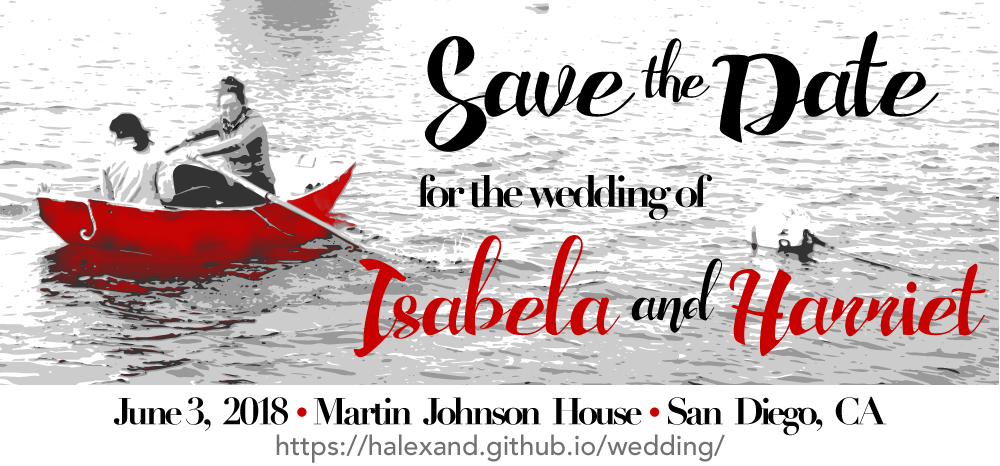 Save the Date
for the wedding of
Isabela and Harriet
June 3, 2018 • Martin Johnson House • San Diego, CA
https://halexand.github.io/wedding/